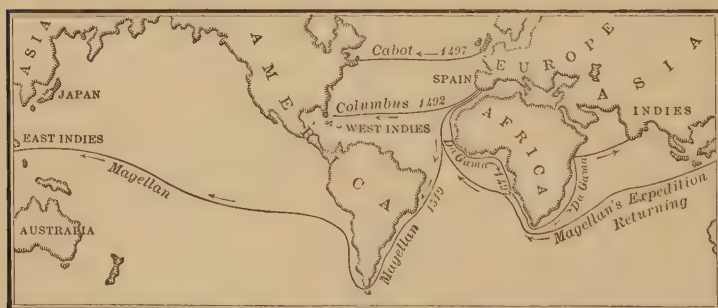 ASIA
JAPAN
EAST INDIES
AUSTRALIA
Magellan
AMERICA
Cabot 1497
Columbus 1492
WEST INDIES
Magellan 1519
SPAIN
EUROPE
ASIA
INDIES
AFRICA
Da Gama 1497
Da Gama
Magellan's Expedition
Returning